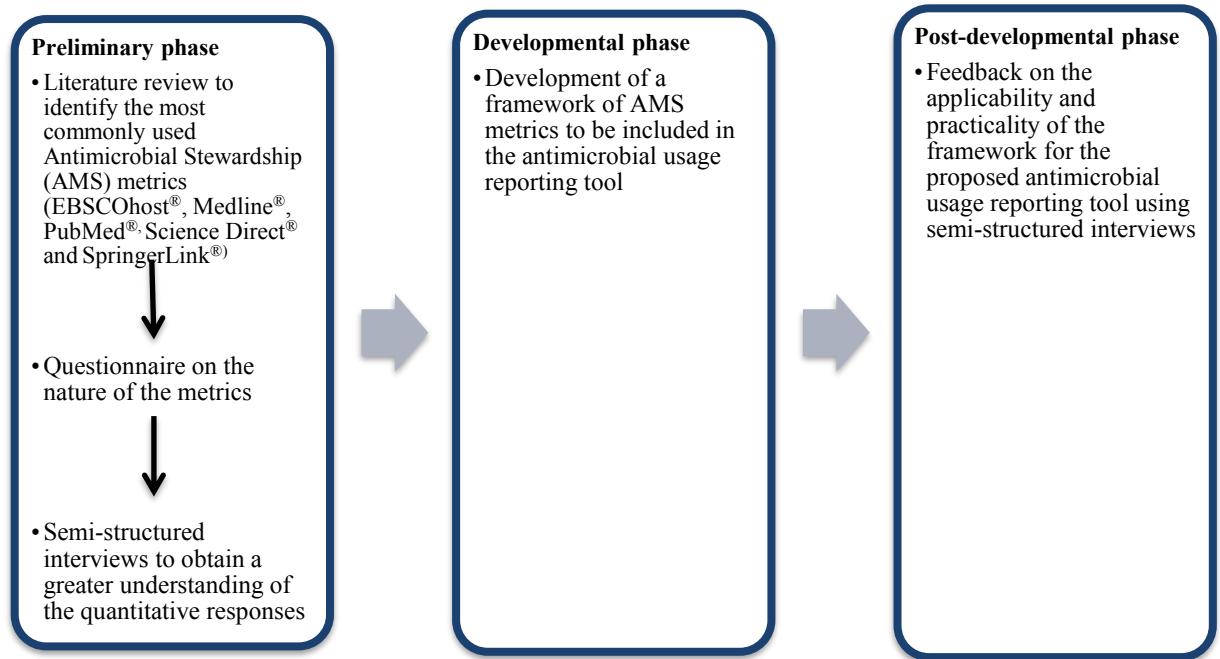 Preliminary phase
• Literature review to
identify the most
commonly used
Antimicrobial Stewardship
(AMS) metrics
(EBSCOhost®, Medline®,
PubMed®, Science Direct®
and SpringerLink®)
• Questionnaire on the
nature of the metrics
• Semi-structured
interviews to obtain a
greater understanding of
the quantitative responses
Developmental phase
• Development of a
framework of AMS
metrics to be included in
the antimicrobial usage
reporting tool
Post-developmental phase
• Feedback on the
applicability and
practicality of the
framework for the
proposed antimicrobial
usage reporting tool using
semi-structured interviews